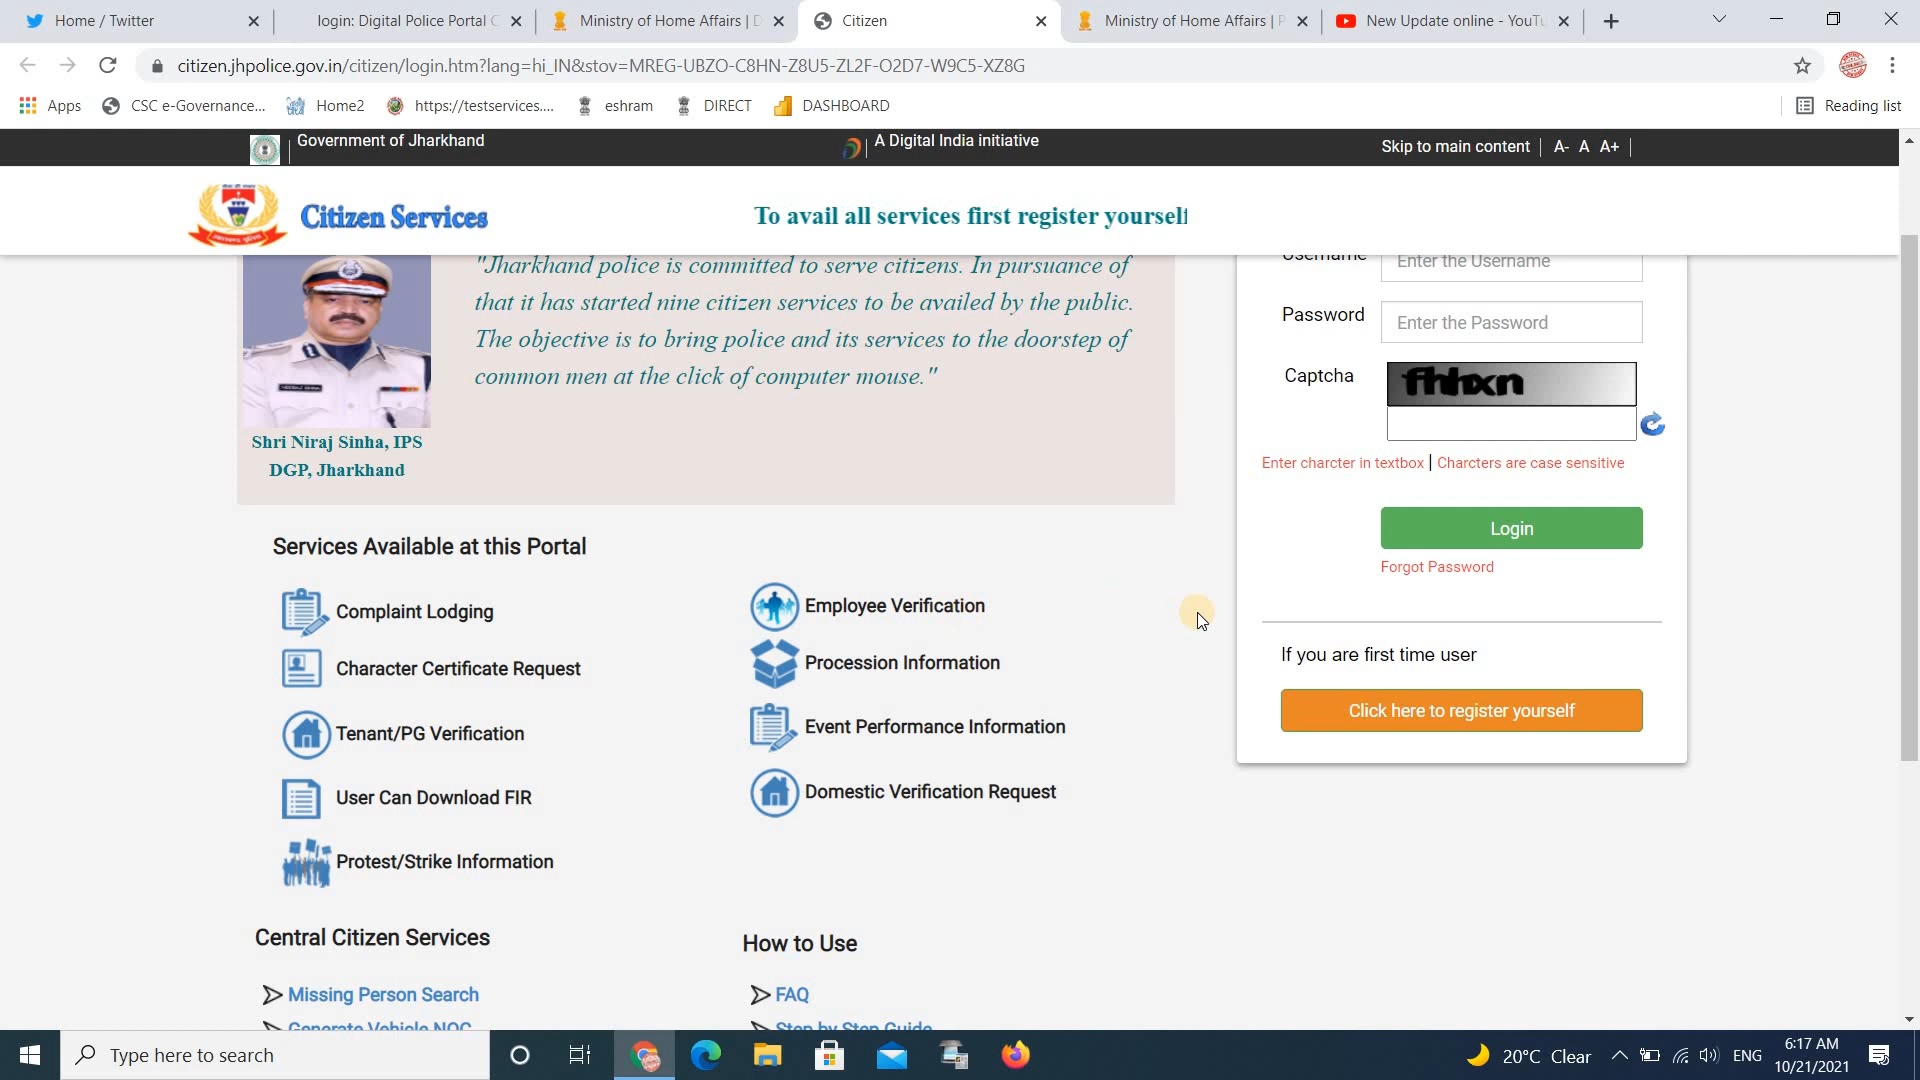 Home / Twitter
login: Digital Police Portal C
Ministry of Home Affairs | D
Citizen
Ministry of Home Affairs | P
New Update online - YouTu
citizen.jhpolice.gov.in/citizen/login.htm?lang=hi_IN&stov=MREG-UBZO-C8HN-Z8U5-ZL2F-O2D7-W9C5-XZ8G
Apps
CSC e-Governance...
Home2
https://testservices....
eshram
DIRECT
DASHBOARD
Reading list
Government of Jharkhand
A Digital India initiative
Skip to main content
A- A A+
Citizen Services
To avail all services first register yourself
"Jharkhand police is committed to serve citizens. In pursuance of
that it has started nine citizen services to be availed by the public.
The objective is to bring police and its services to the doorstep of
common men at the click of computer mouse."
Shri Niraj Sinha, IPS
DGP, Jharkhand
Username
Enter the Username
Password
Enter the Password
Captcha
fhhxn
Enter charcter in textbox | Charcters are case sensitive
Login
Forgot Password
If you are first time user
Click here to register yourself
Services Available at this Portal
Complaint Lodging
Character Certificate Request
Tenant/PG Verification
User Can Download FIR
Protest/Strike Information
Employee Verification
Procession Information
Event Performance Information
Domestic Verification Request
Central Citizen Services
Missing Person Search
Generate Vehicle NOC
How to Use
FAQ
Step by Step Guide
Type here to search
20°C Clear
ENG
6:17 AM
10/21/2021